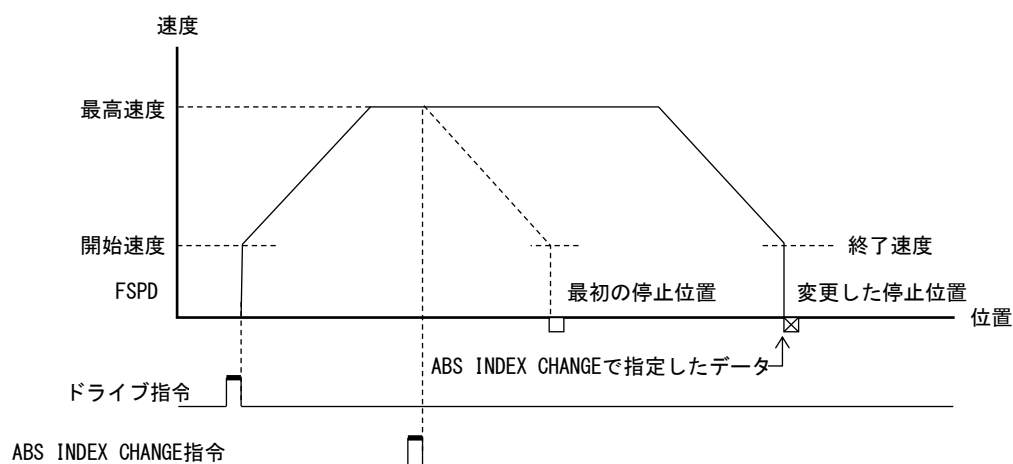 速度
最高速度
開始速度
終了速度
FSPD
最初の停止位置
変更した停止位置
位置
ABS INDEX CHANGEで指定したデータ
ドライブ指令
ABS INDEX CHANGE指令